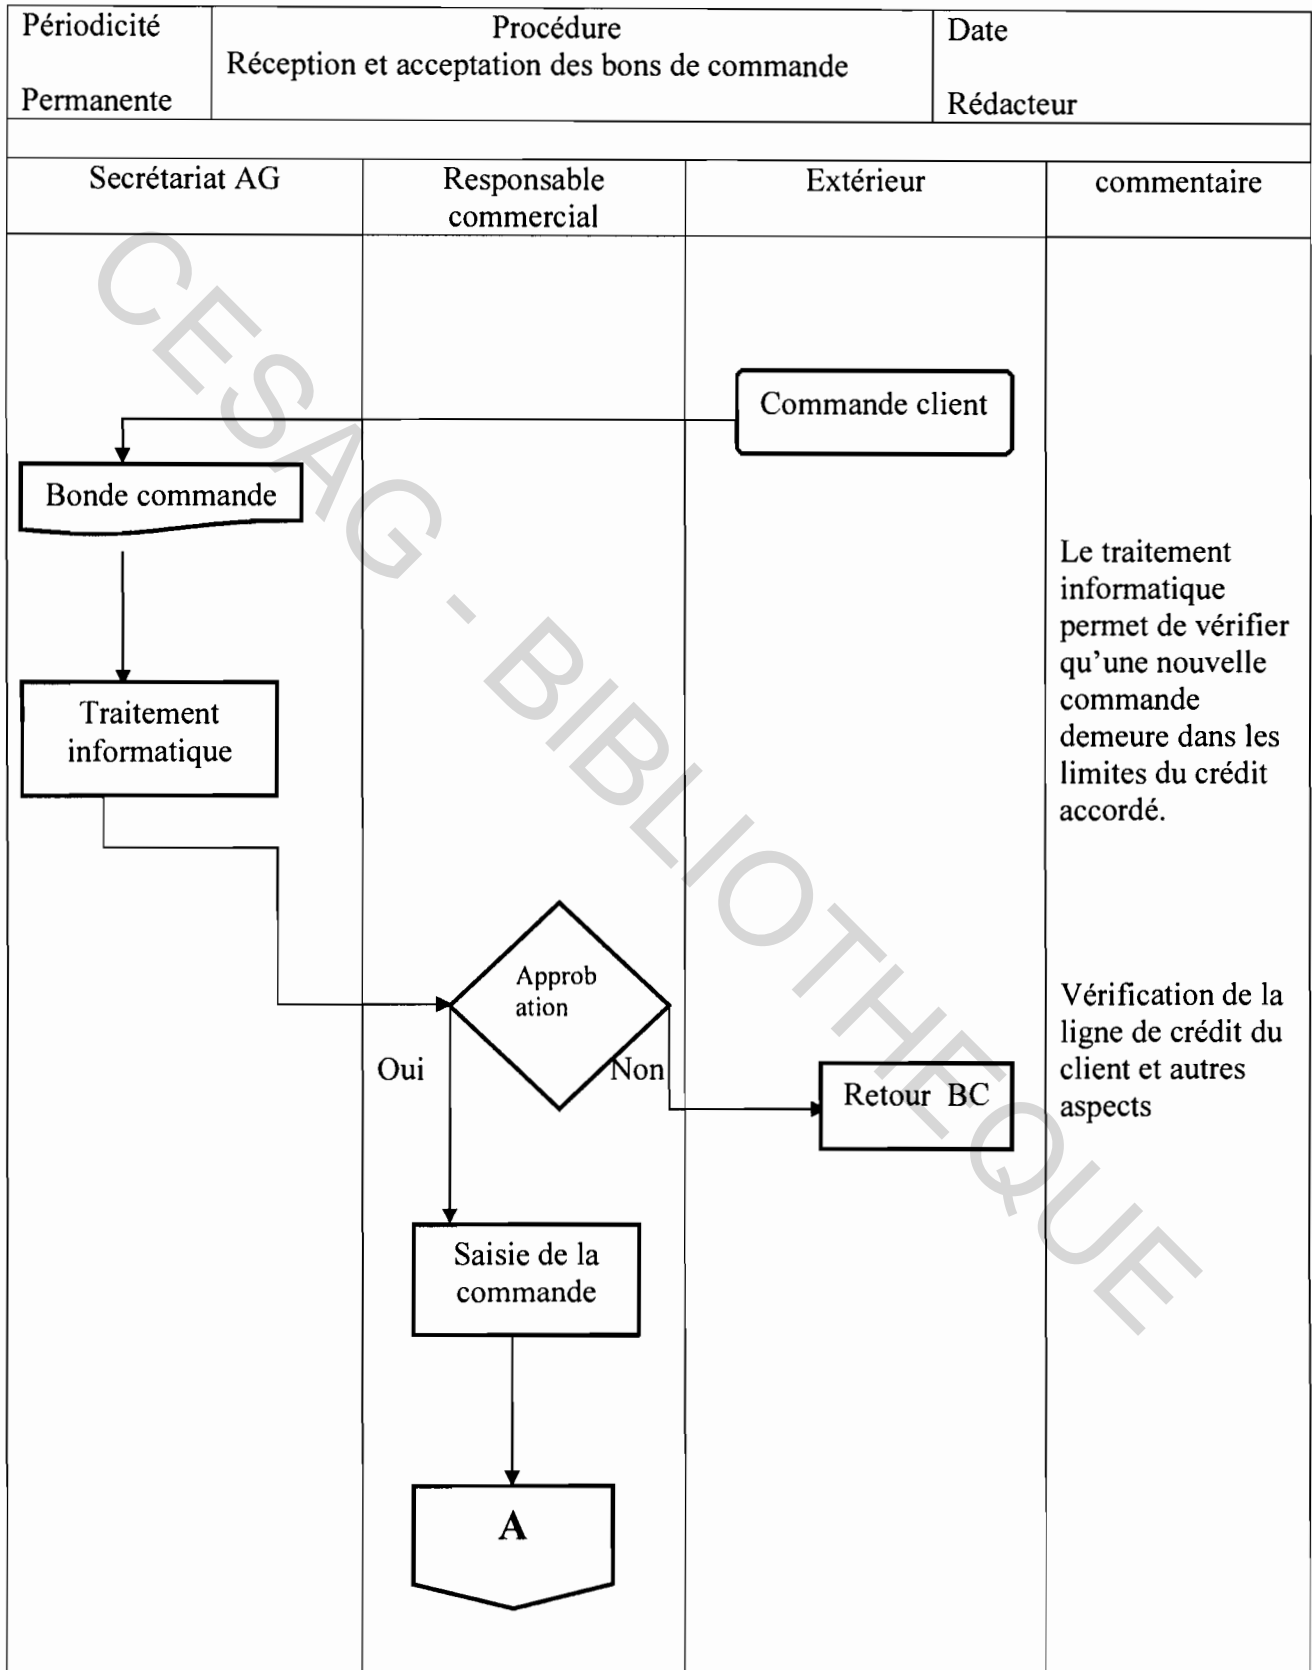 Périodicité
Permanente
Procédure
Réception et acceptation des bons de commande
Date
Rédacteur
Secrétariat AG
Responsable
commercial
Extérieur
commentaire
Commande client
Bonde commande
Traitement
informatique
Le traitement
informatique
permet de vérifier
qu’une nouvelle
commande
demeure dans les
limites du crédit
accordé.
Approb
ation
Oui
Non
Retour BC
Vérification de la
ligne de crédit du
client et autres
aspects
Saisie de la
commande
A
CESAG - BIBLIOTHEQUE